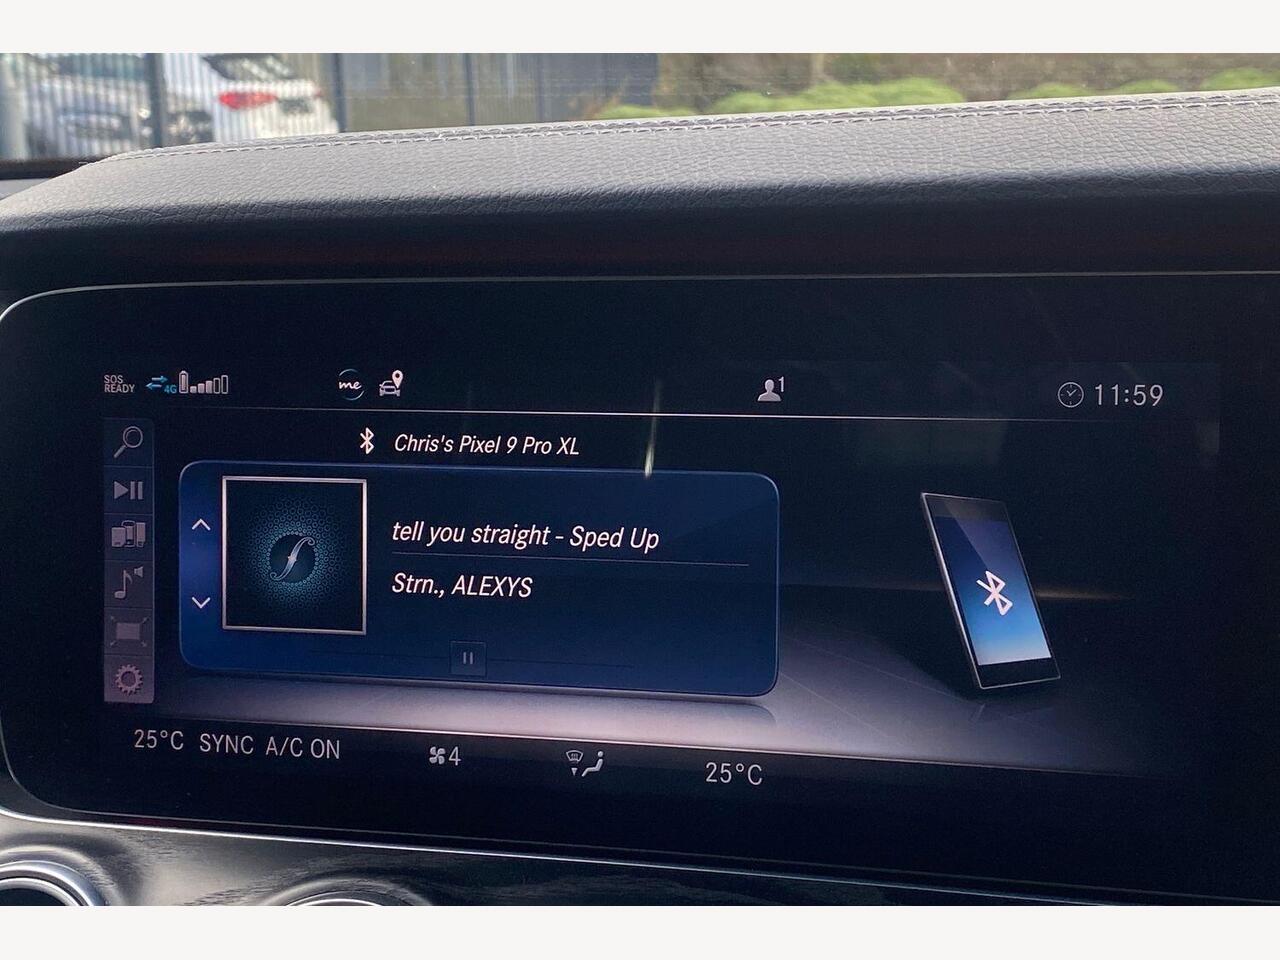 SOS
READY
4G
me
1
11:59
Chris's Pixel 9 Pro XL
tell you straight - Sped Up
Strn., ALEXYS
25°C SYNC A/C ON
4
25°C